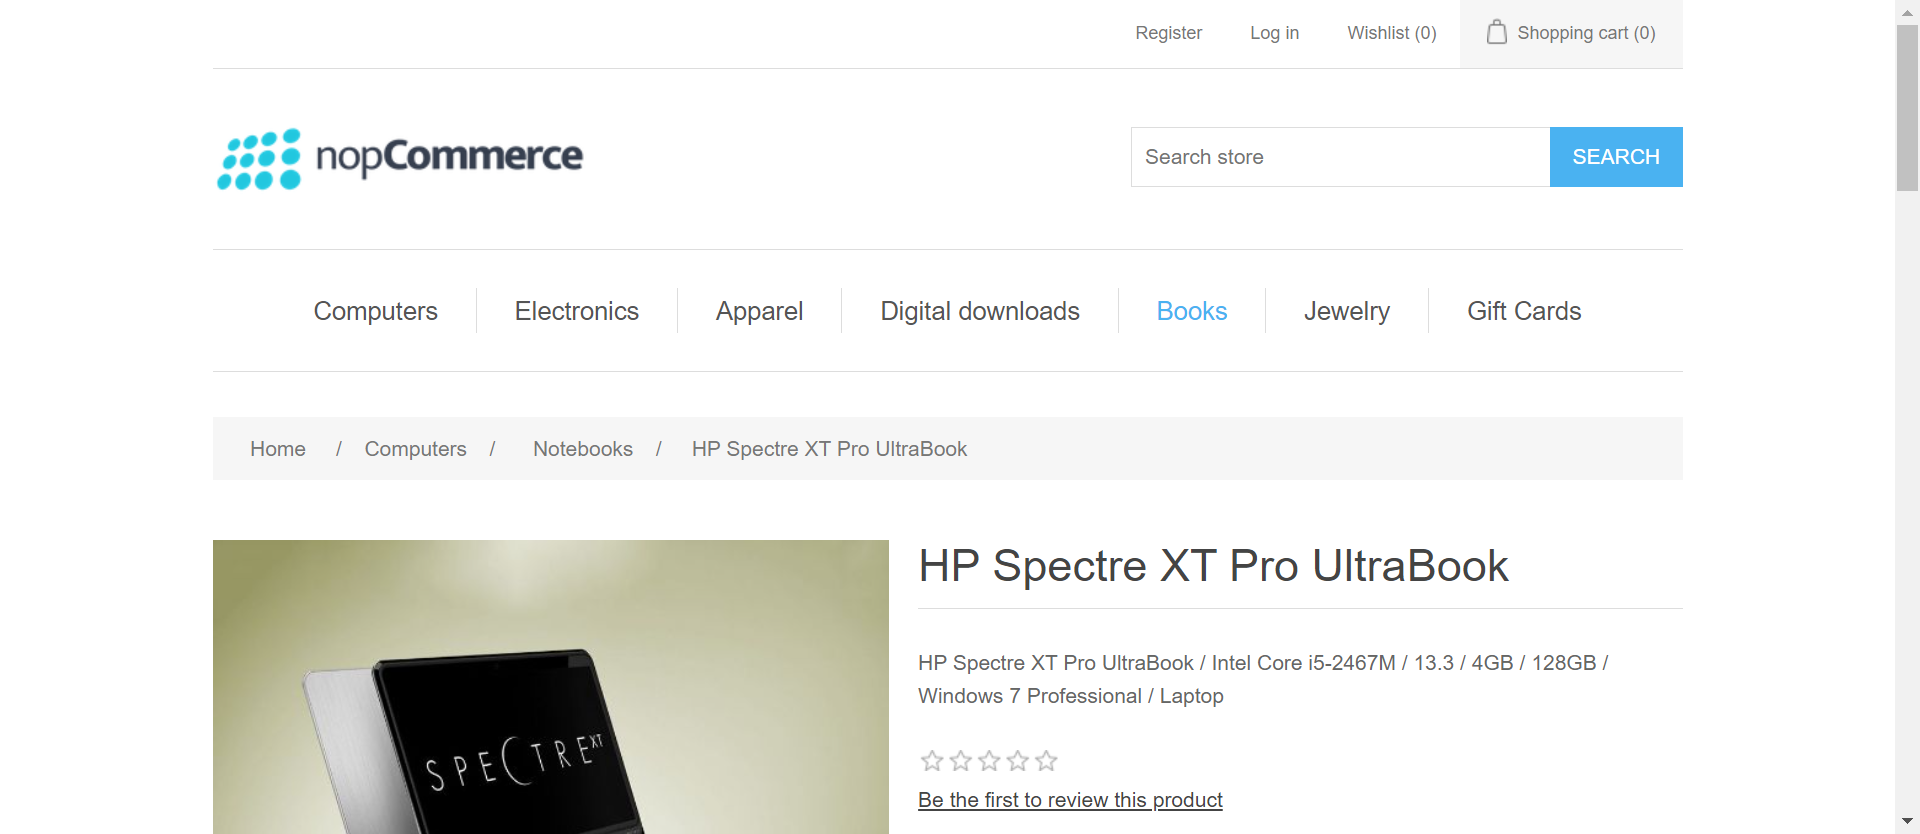 Register Log in Wishlist (0) Shopping cart (0)
nopCommerce
Search store SEARCH
Computers Electronics Apparel Digital downloads Books Jewelry Gift Cards
Home / Computers / Notebooks / HP Spectre XT Pro UltraBook
HP Spectre XT Pro UltraBook
HP Spectre XT Pro UltraBook / Intel Core i5-2467M / 13.3 / 4GB / 128GB /
Windows 7 Professional / Laptop
SPECTRE XT
Be the first to review this product